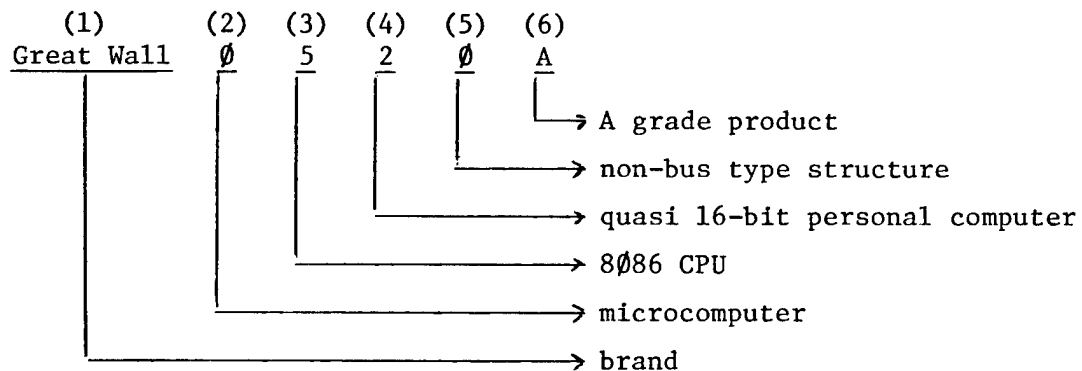 (1) (2) (3) (4) (5) (6)
Great Wall Ø 5 2 Ø A
A grade product
non-bus type structure
quasi 16-bit personal computer
8Ø86 CPU
microcomputer
brand